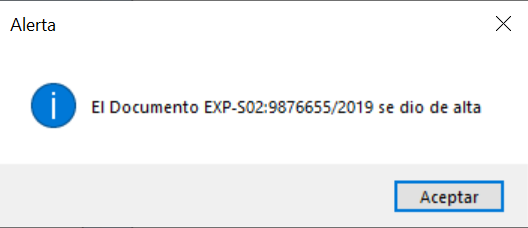 Alerta
El Documento EXP-S02:9876655/2019 se dio de alta
Aceptar